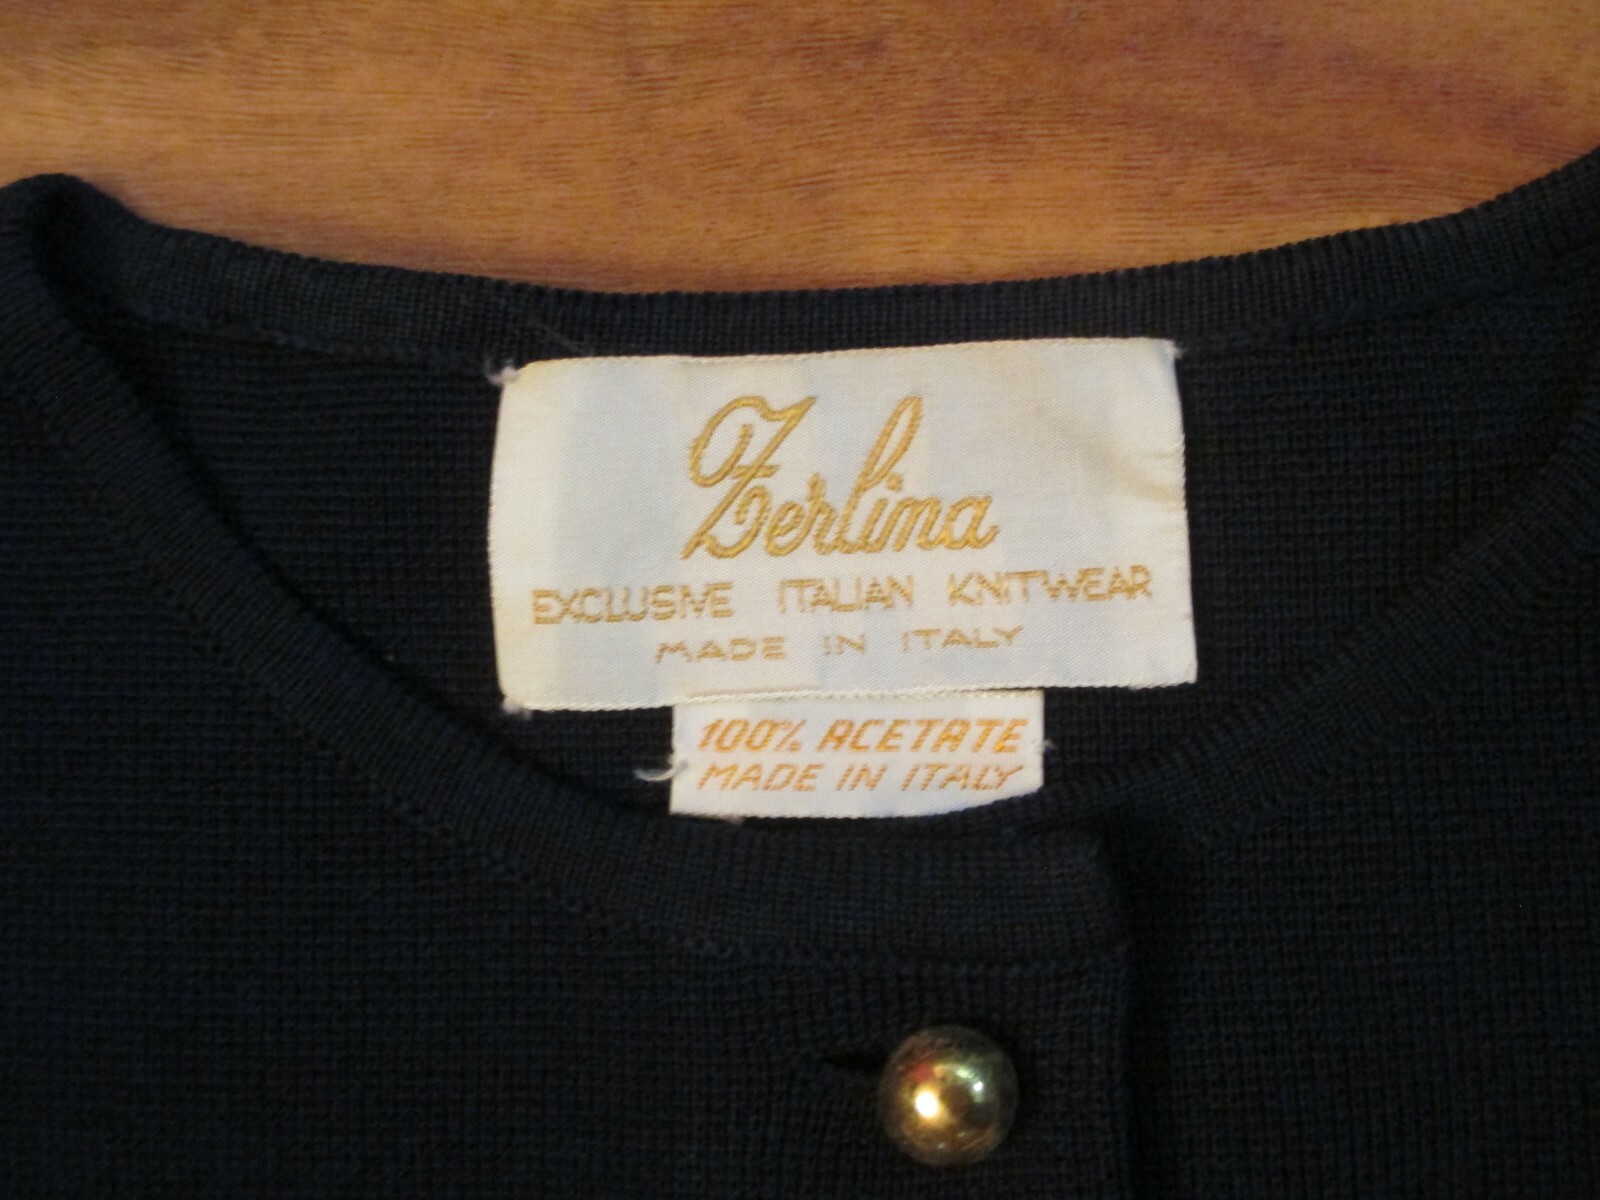 Zerlina
EXCLUSIVE ITALIAN KNITWEAR
MADE IN ITALY
100% ACETATE
MADE IN ITALY